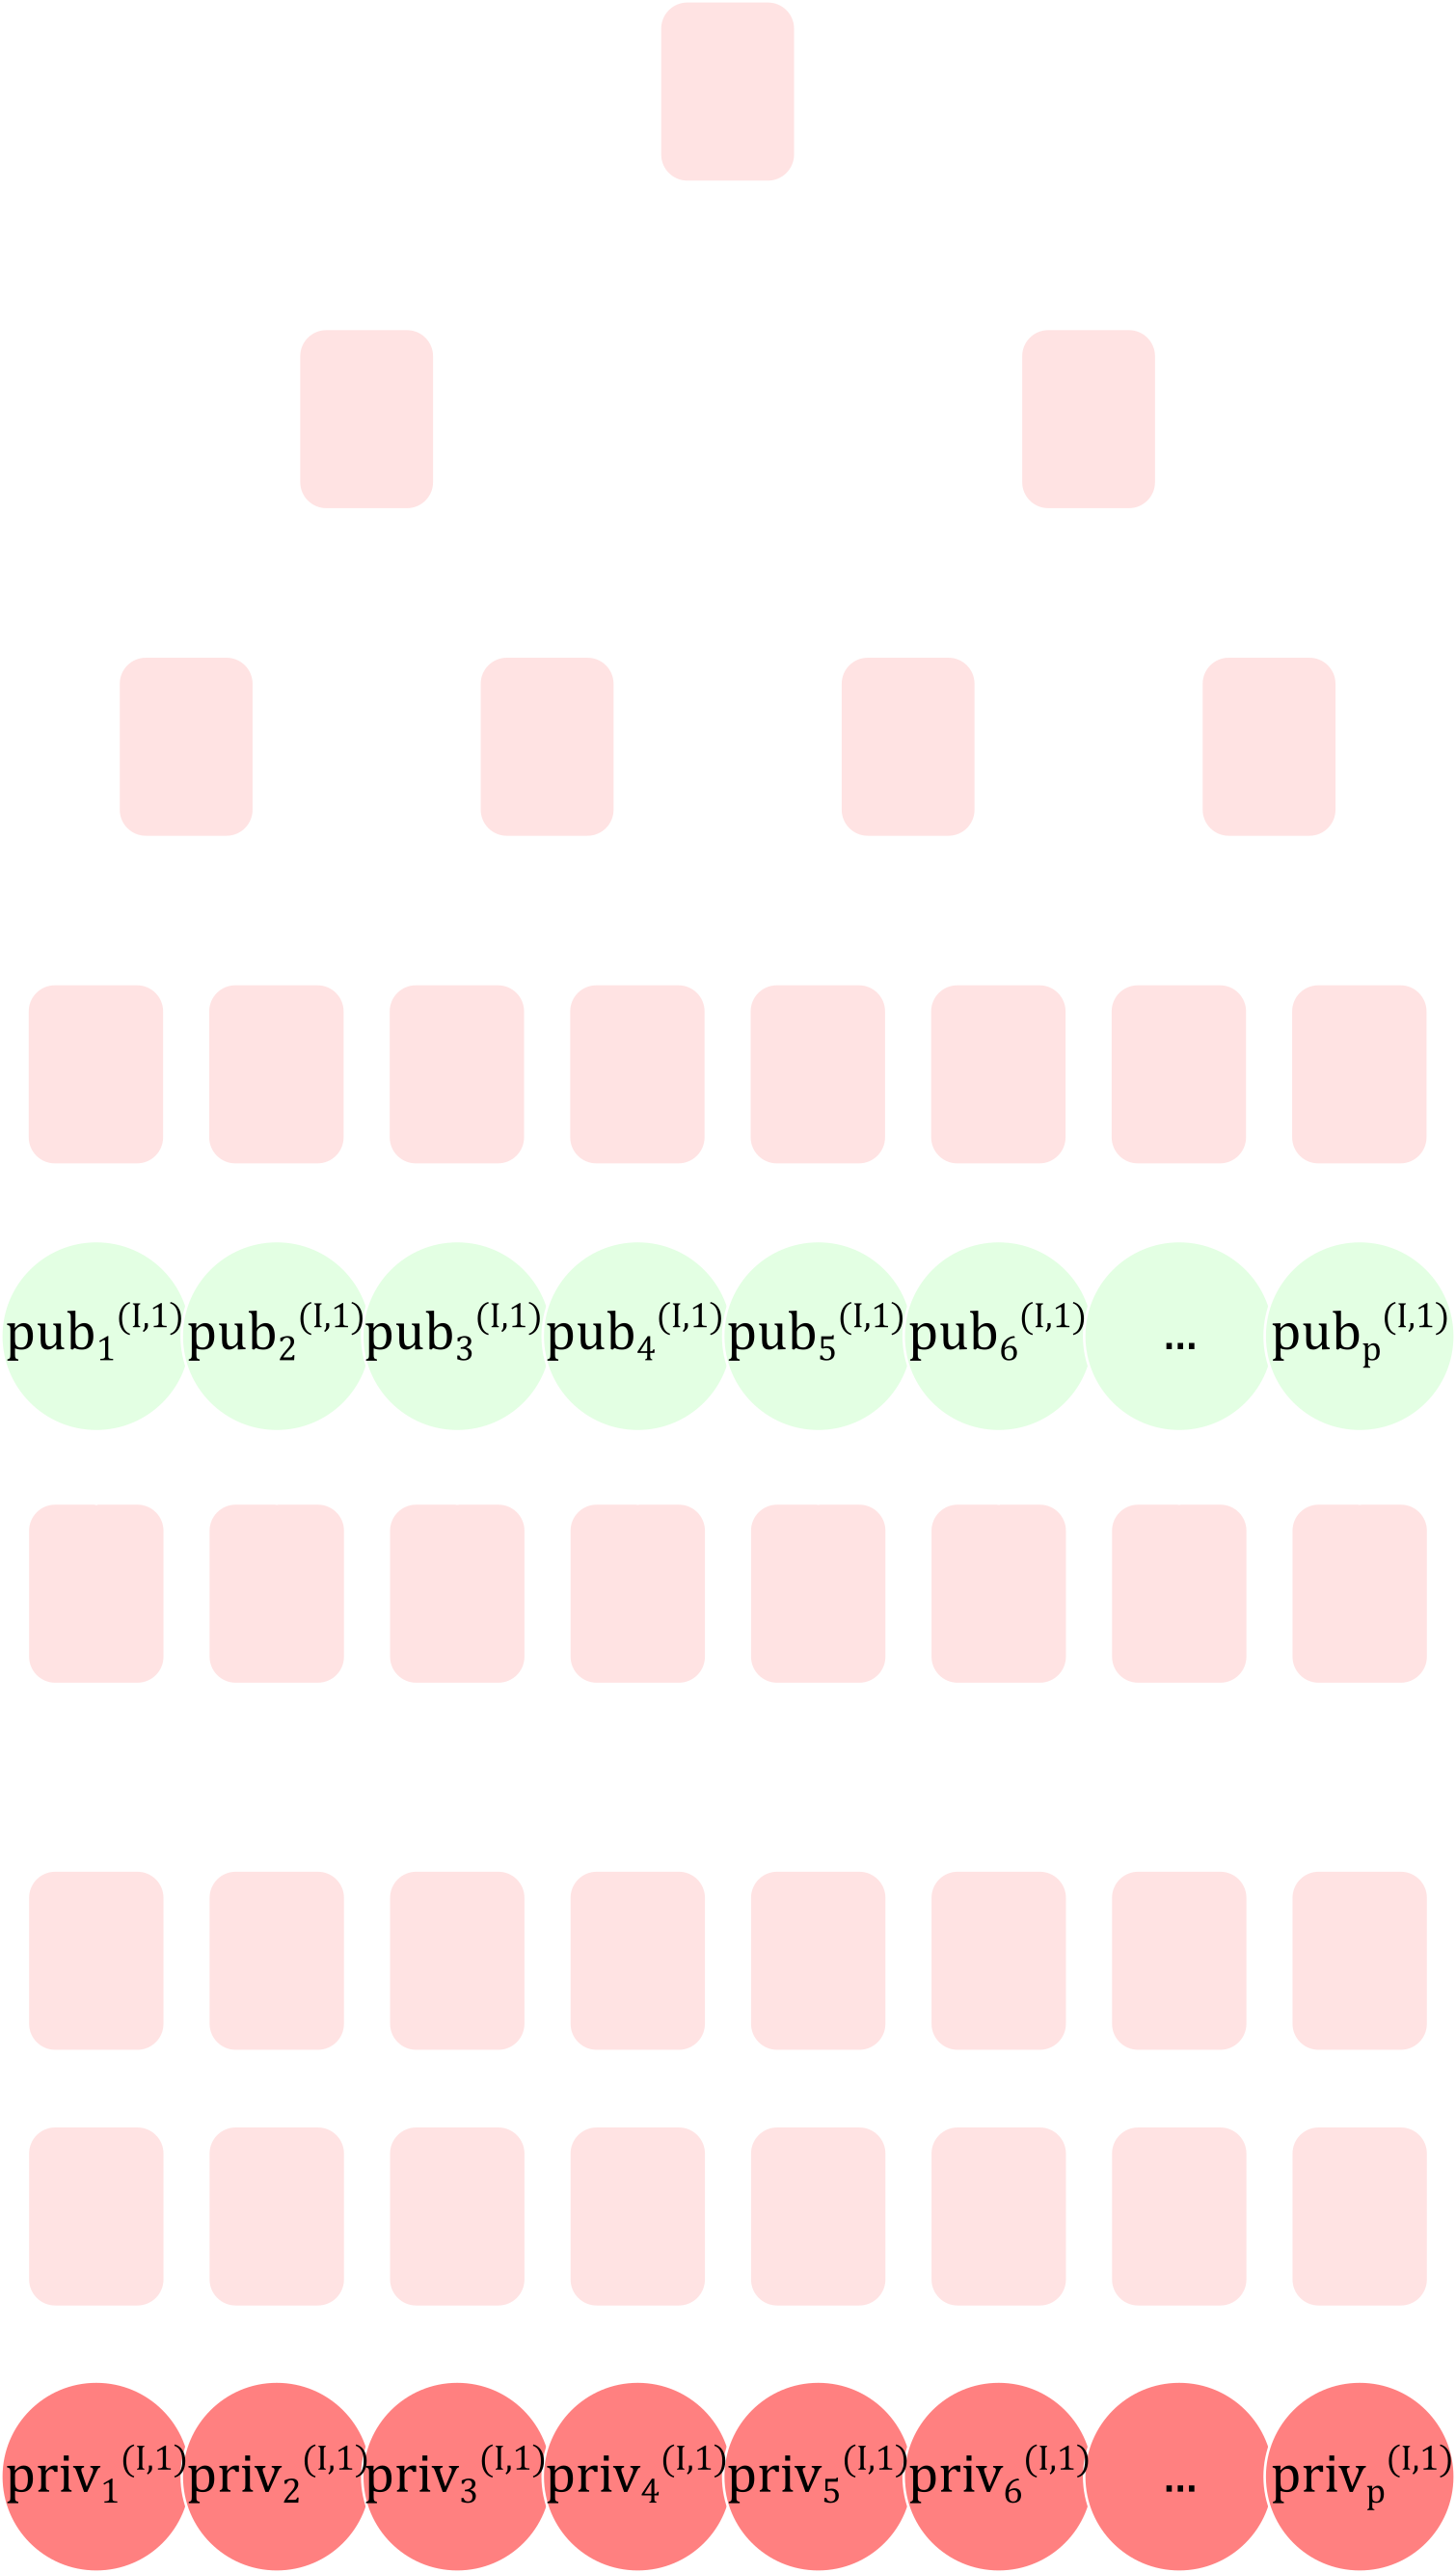 pub₁⁽ᴵ,¹⁾ pub₂⁽ᴵ,¹⁾ pub₃⁽ᴵ,¹⁾ pub₄⁽ᴵ,¹⁾ pub₅⁽ᴵ,¹⁾ pub₆⁽ᴵ,¹⁾ ... pubₚ⁽ᴵ,¹⁾
priv₁⁽ᴵ,¹⁾ priv₂⁽ᴵ,¹⁾ priv₃⁽ᴵ,¹⁾ priv₄⁽ᴵ,¹⁾ priv₅⁽ᴵ,¹⁾ priv₆⁽ᴵ,¹⁾ ... privₚ⁽ᴵ,¹⁾